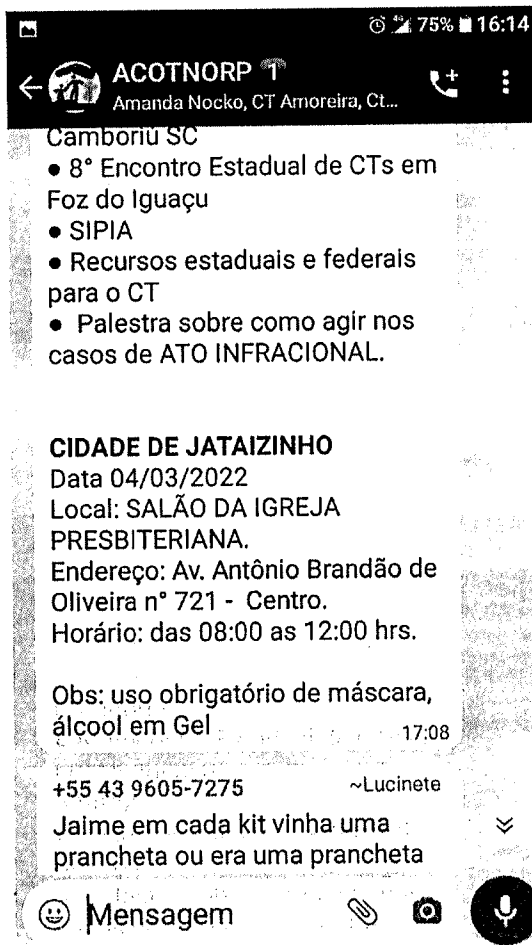 4G 75% 16:14
ACOTNORP 1
Amanda Nocko, CT Amoreira, Ct...
Camboriu SC
● 8° Encontro Estadual de CTs em
Foz do Iguaçu
● SIPIA
● Recursos estaduais e federais
para o CT
● Palestra sobre como agir nos
casos de ATO INFRACIONAL.
CIDADE DE JATAIZINHO
Data 04/03/2022
Local: SALÃO DA IGREJA
PRESBITERIANA.
Endereço: Av. Antônio Brandão de
Oliveira n° 721 - Centro.
Horário: das 08:00 as 12:00 hrs.
Obs: uso obrigatório de máscara,
álcool em Gel 17:08
+55 43 9605-7275 ~Lucinete
Jaime em cada kit vinha uma
prancheta ou era uma prancheta
Mensagem